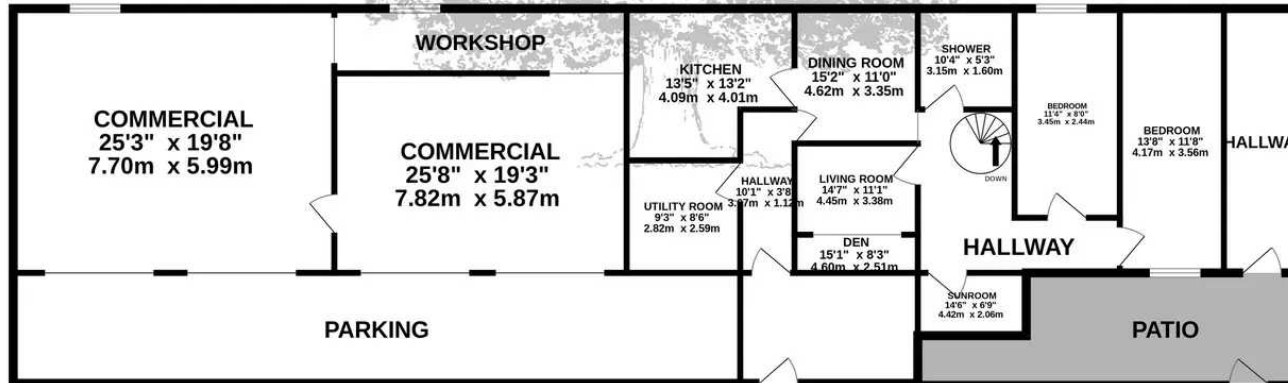 COMMERCIAL
25'3" x 19'8"
7.70m x 5.99m
WORKSHOP
COMMERCIAL
25'8" x 19'3"
7.82m x 5.87m
KITCHEN
13'5" x 13'2"
4.09m x 4.01m
DINING ROOM
15'2" x 11'0"
4.62m x 3.35m
SHOWER
10'4" x 5'3"
3.15m x 1.60m
BEDROOM
11'4" x 8'0"
3.45m x 2.44m
BEDROOM
13'8" x 11'8"
4.17m x 3.56m
HALLWA
DOWN
UTILITY ROOM
9'3" x 8'6"
2.82m x 2.59m
HALLWAY
10'1" x 3'8
x 1.12m
LIVING ROOM
14'7" x 11'1"
4.45m x 3.38m
DEN
15'1" x 8'3"
4.60m x 2.51m
HALLWAY
SUNROOM
14'6" x 6'9"
4.42m x 2.06m
PARKING
PATIO